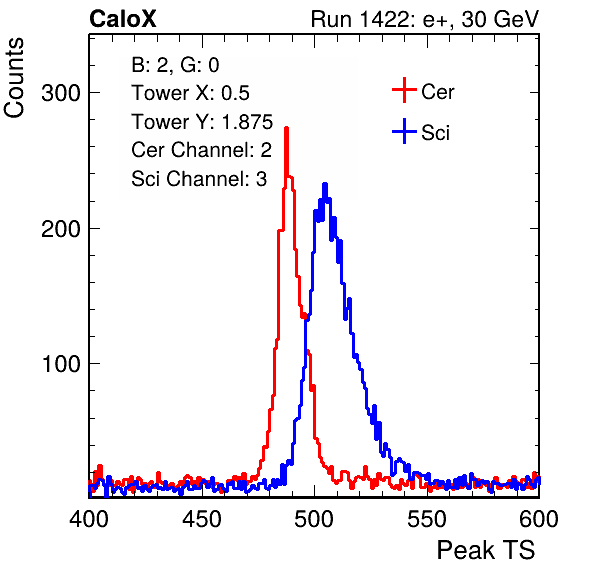 CaloX
Run 1422: e+, 30 GeV
Counts
B: 2, G: 0
Tower X: 0.5
Tower Y: 1.875
Cer Channel: 2
Sci Channel: 3
Cer
Sci
300
200
100
400 450 500 550 600
Peak TS